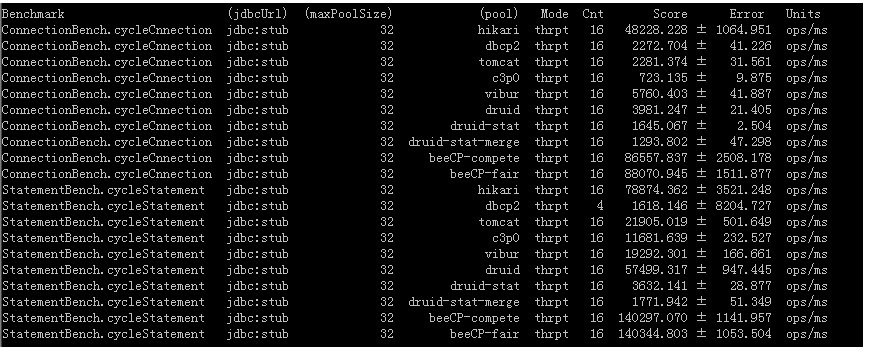 Benchmark (jdbcUrl) (maxPoolSize) (pool) Mode Cnt Score Error Units
ConnectionBench.cycleCnnection jdbc:stub 32 hikari thrpt 16 48228.228 ± 1064.951 ops/ms
ConnectionBench.cycleCnnection jdbc:stub 32 dbcp2 thrpt 16 2272.704 ± 41.226 ops/ms
ConnectionBench.cycleCnnection jdbc:stub 32 tomcat thrpt 16 2281.374 ± 31.561 ops/ms
ConnectionBench.cycleCnnection jdbc:stub 32 c3p0 thrpt 16 723.135 ± 9.875 ops/ms
ConnectionBench.cycleCnnection jdbc:stub 32 vibur thrpt 16 5760.403 ± 41.887 ops/ms
ConnectionBench.cycleCnnection jdbc:stub 32 druid thrpt 16 3981.247 ± 21.405 ops/ms
ConnectionBench.cycleCnnection jdbc:stub 32 druid-stat thrpt 16 1645.067 ± 2.504 ops/ms
ConnectionBench.cycleCnnection jdbc:stub 32 druid-stat-merge thrpt 16 1293.802 ± 47.298 ops/ms
ConnectionBench.cycleCnnection jdbc:stub 32 beeCP-compete thrpt 16 86557.837 ± 2508.178 ops/ms
ConnectionBench.cycleCnnection jdbc:stub 32 beeCP-fair thrpt 16 88070.945 ± 1511.877 ops/ms
StatementBench.cycleStatement jdbc:stub 32 hikari thrpt 16 78874.362 ± 3521.248 ops/ms
StatementBench.cycleStatement jdbc:stub 32 dbcp2 thrpt 4 1618.146 ± 8204.727 ops/ms
StatementBench.cycleStatement jdbc:stub 32 tomcat thrpt 16 21905.019 ± 501.649 ops/ms
StatementBench.cycleStatement jdbc:stub 32 c3p0 thrpt 16 11681.639 ± 232.527 ops/ms
StatementBench.cycleStatement jdbc:stub 32 vibur thrpt 16 19292.301 ± 166.661 ops/ms
StatementBench.cycleStatement jdbc:stub 32 druid thrpt 16 57499.317 ± 947.445 ops/ms
StatementBench.cycleStatement jdbc:stub 32 druid-stat thrpt 16 3632.141 ± 28.877 ops/ms
StatementBench.cycleStatement jdbc:stub 32 druid-stat-merge thrpt 16 1771.942 ± 51.349 ops/ms
StatementBench.cycleStatement jdbc:stub 32 beeCP-compete thrpt 16 140297.070 ± 1141.957 ops/ms
StatementBench.cycleStatement jdbc:stub 32 beeCP-fair thrpt 16 140344.803 ± 1053.504 ops/ms